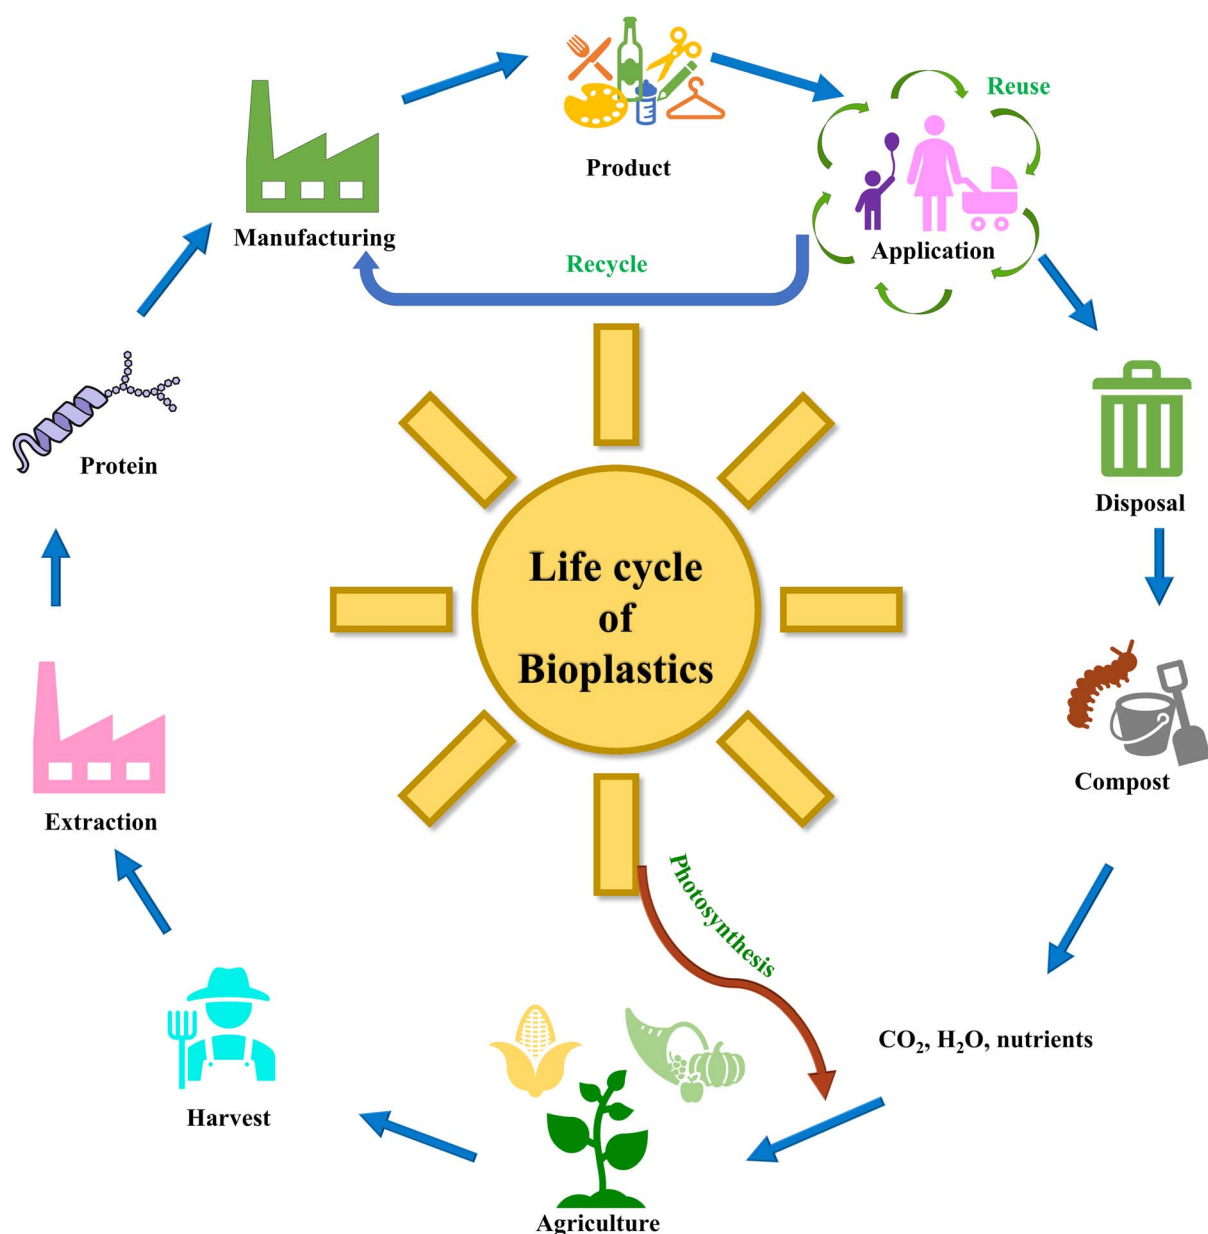 Product
Reuse
Manufacturing
Recycle
Application
Protein
Disposal
Life cycle
of
Bioplastics
Extraction
Compost
Photosynthesis
CO₂, H₂O, nutrients
Harvest
Agriculture